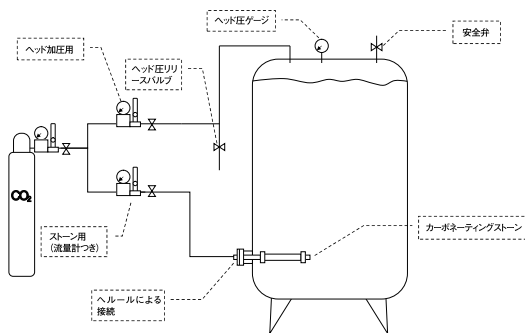 ヘッド圧ゲージ
安全弁
ヘッド加圧用
ヘッド圧リリ
ースバルブ
CO₂
ストーン用
(流量計つき)
カーボネーティングストーン
ヘルールによる
接続